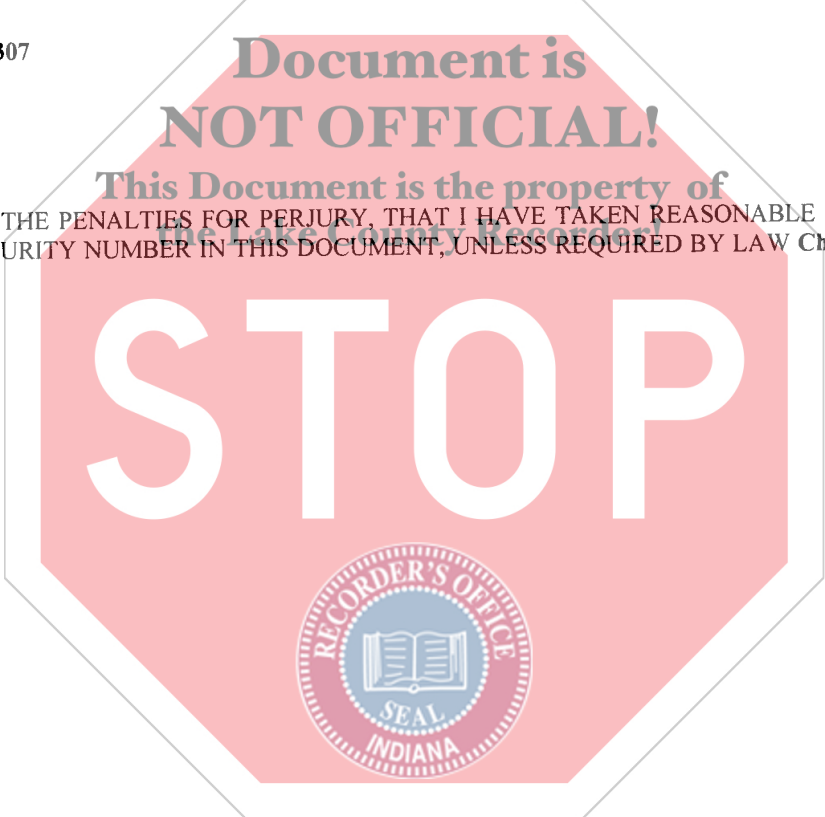 307
Document is
NOT OFFICIAL!
This Document is the property of
THE PENALTIES FOR PERJURY, THAT I HAVE TAKEN REASONABLE
the Lake County Recorder!
URITY NUMBER IN THIS DOCUMENT, UNLESS REQUIRED BY LAW Ch
STOP
RECORDER'S OFFICE
SEAL
INDIANA